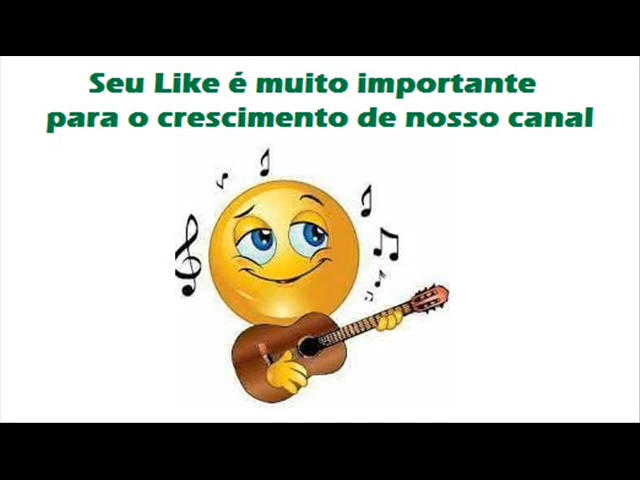 Seu Like é muito importante
para o crescimento de nosso canal